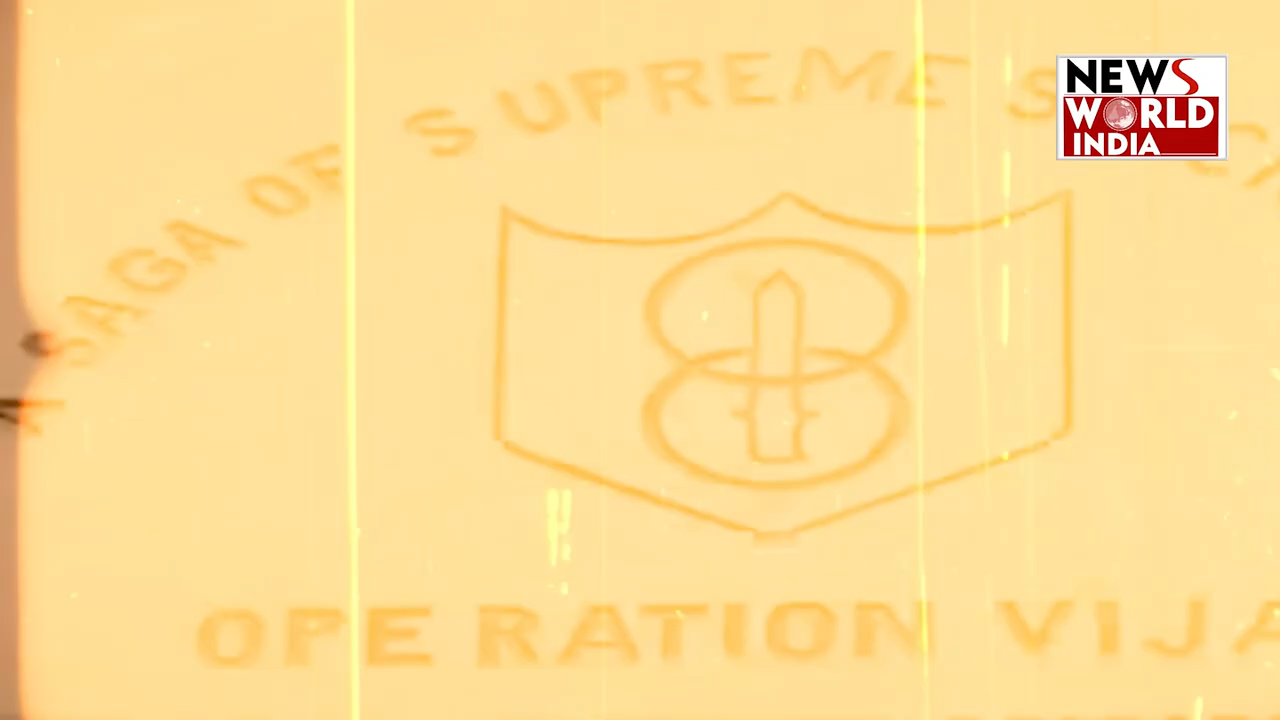 A SAGA OF SUPREME S
OPERATION VIJA
NEWS
WORLD
INDIA